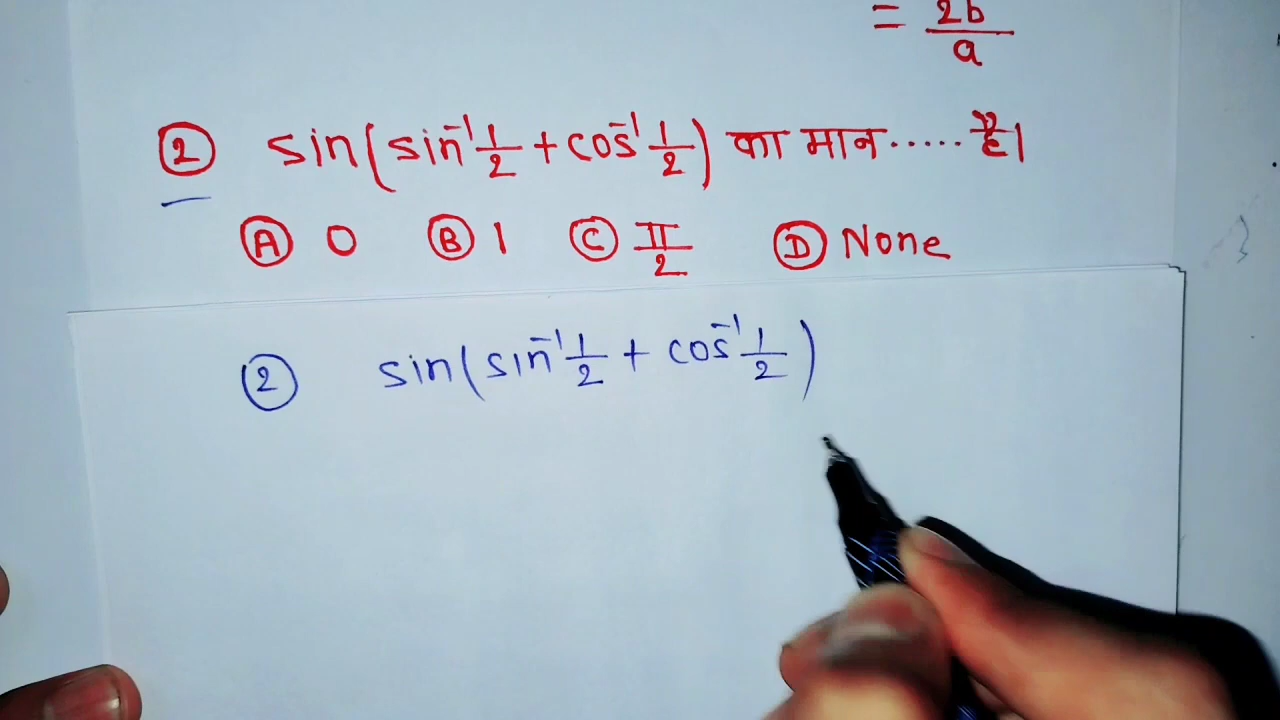 = 2b/a
② sin(sin⁻¹ 1/2 + cos⁻¹ 1/2) का मान ..... है।
Ⓐ 0 Ⓑ 1 Ⓒ π/2 Ⓓ None
② sin(sin⁻¹ 1/2 + cos⁻¹ 1/2)